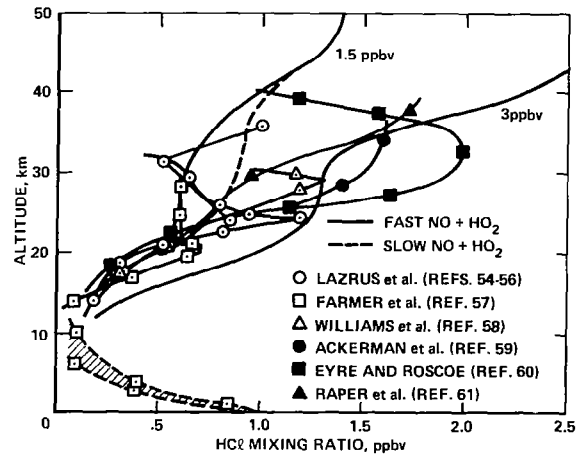 50
40
30
20
10
0
ALTITUDE, km
0
.5
1.0
1.5
2.0
2.5
HCℓ MIXING RATIO, ppbv
1.5 ppbv
3ppbv
FAST NO + HO₂
SLOW NO + HO₂
LAZRUS et al. (REFS. 54-56)
FARMER et al. (REF. 57)
WILLIAMS et al. (REF. 58)
ACKERMAN et al. (REF. 59)
EYRE AND ROSCOE (REF. 60)
RAPER et al. (REF. 61)